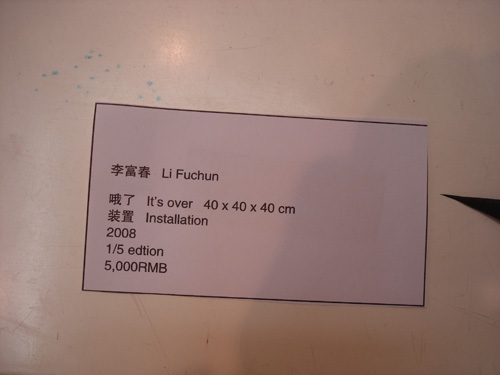 李富春 Li Fuchun
哦了 It's over 40 x 40 x 40 cm
装置 Installation
2008
1/5 edtion
5,000RMB